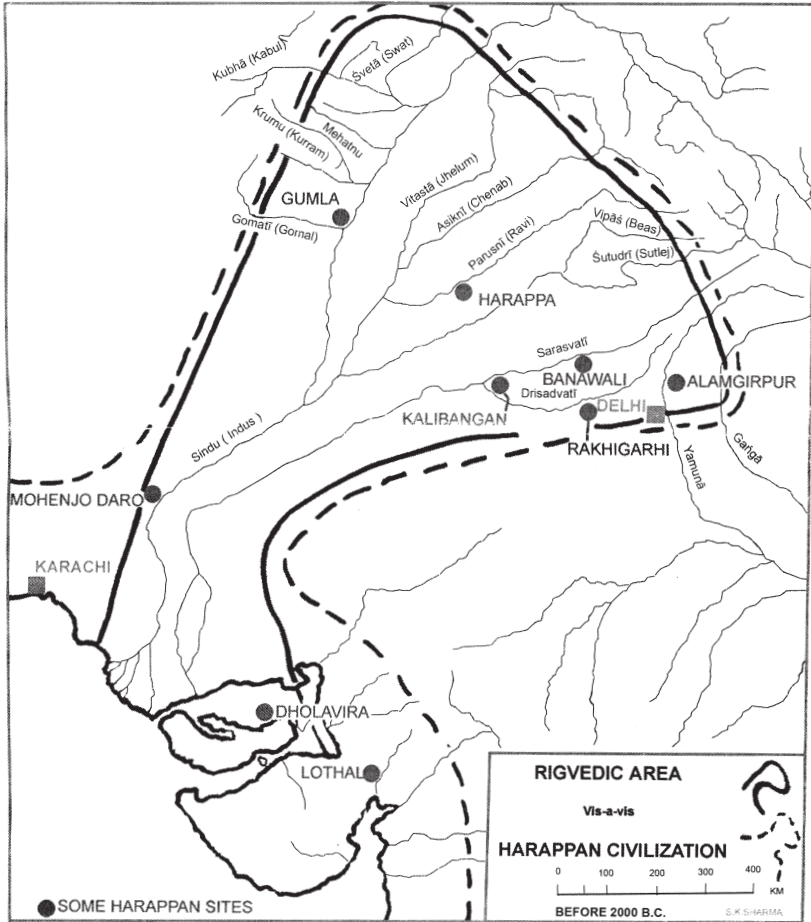 Kubhā (Kabul)
Śvetā (Swat)
Krumu (Kurram)
Mehatnu
GUMLA
Gomatī (Gomal)
Vitastā (Jhelum)
Asiknī (Chenab)
Parusnī (Ravi)
Vipāś (Beas)
Śutudrī (Sutlej)
HARAPPA
Sarasvatī
BANAWALI
ALAMGIRPUR
Drisadvatī
KALIBANGAN
DELHI
RAKHIGARHI
Sindu ( Indus )
Yamunā
Gaṅgā
MOHENJO DARO
KARACHI
DHOLAVIRA
LOTHAL
RIGVEDIC AREA
Vis-a-vis
HARAPPAN CIVILIZATION
0 100 200 300 400
KM
BEFORE 2000 B.C.
S.K.SHARMA
SOME HARAPPAN SITES